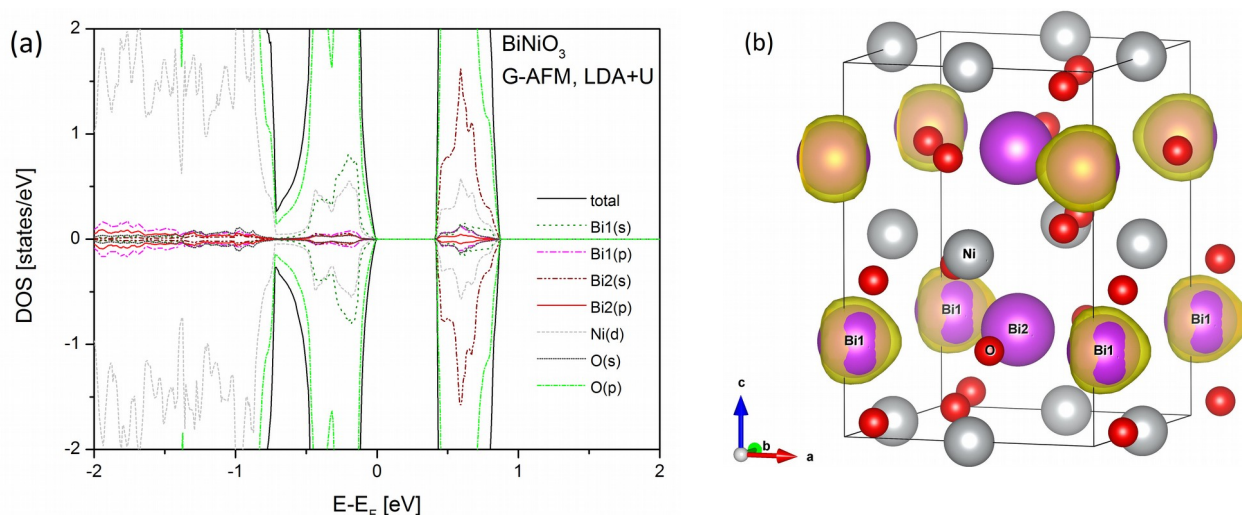 (a)
BiNiO3
G-AFM, LDA+U
2
1
0
-1
-2
DOS [states/eV]
total
Bi1(s)
Bi1(p)
Bi2(s)
Bi2(p)
Ni(d)
O(s)
O(p)
-2
-1
0
1
2
E-EF [eV]
(b)
Ni
Bi1
Bi2
Bi1
O
Bi1
Bi1
c
b
a